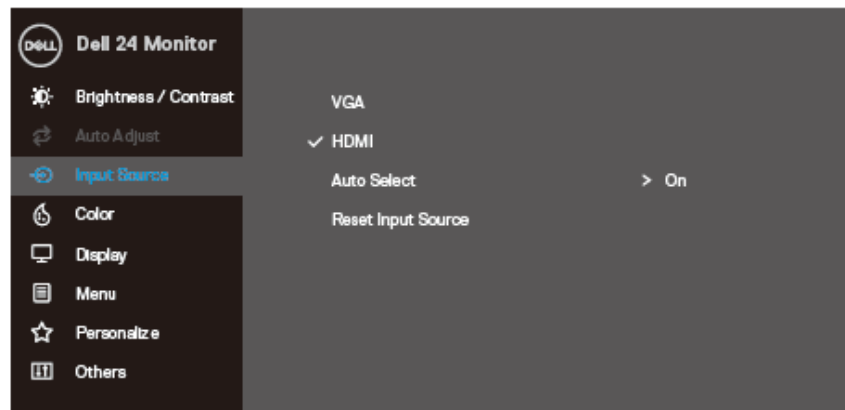 DELL Dell 24 Monitor
Brightness / Contrast
VGA
Auto Adjust
HDMI
Input Source
Auto Select > On
Color
Reset Input Source
Display
Menu
Personalize
Others